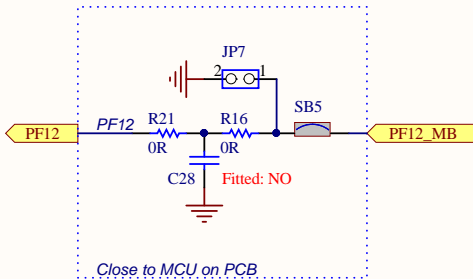 JP7
2 1
SB5
PF12
PF12
R21
R16
PF12_MB
0R
0R
C28
Fitted: NO
Close to MCU on PCB